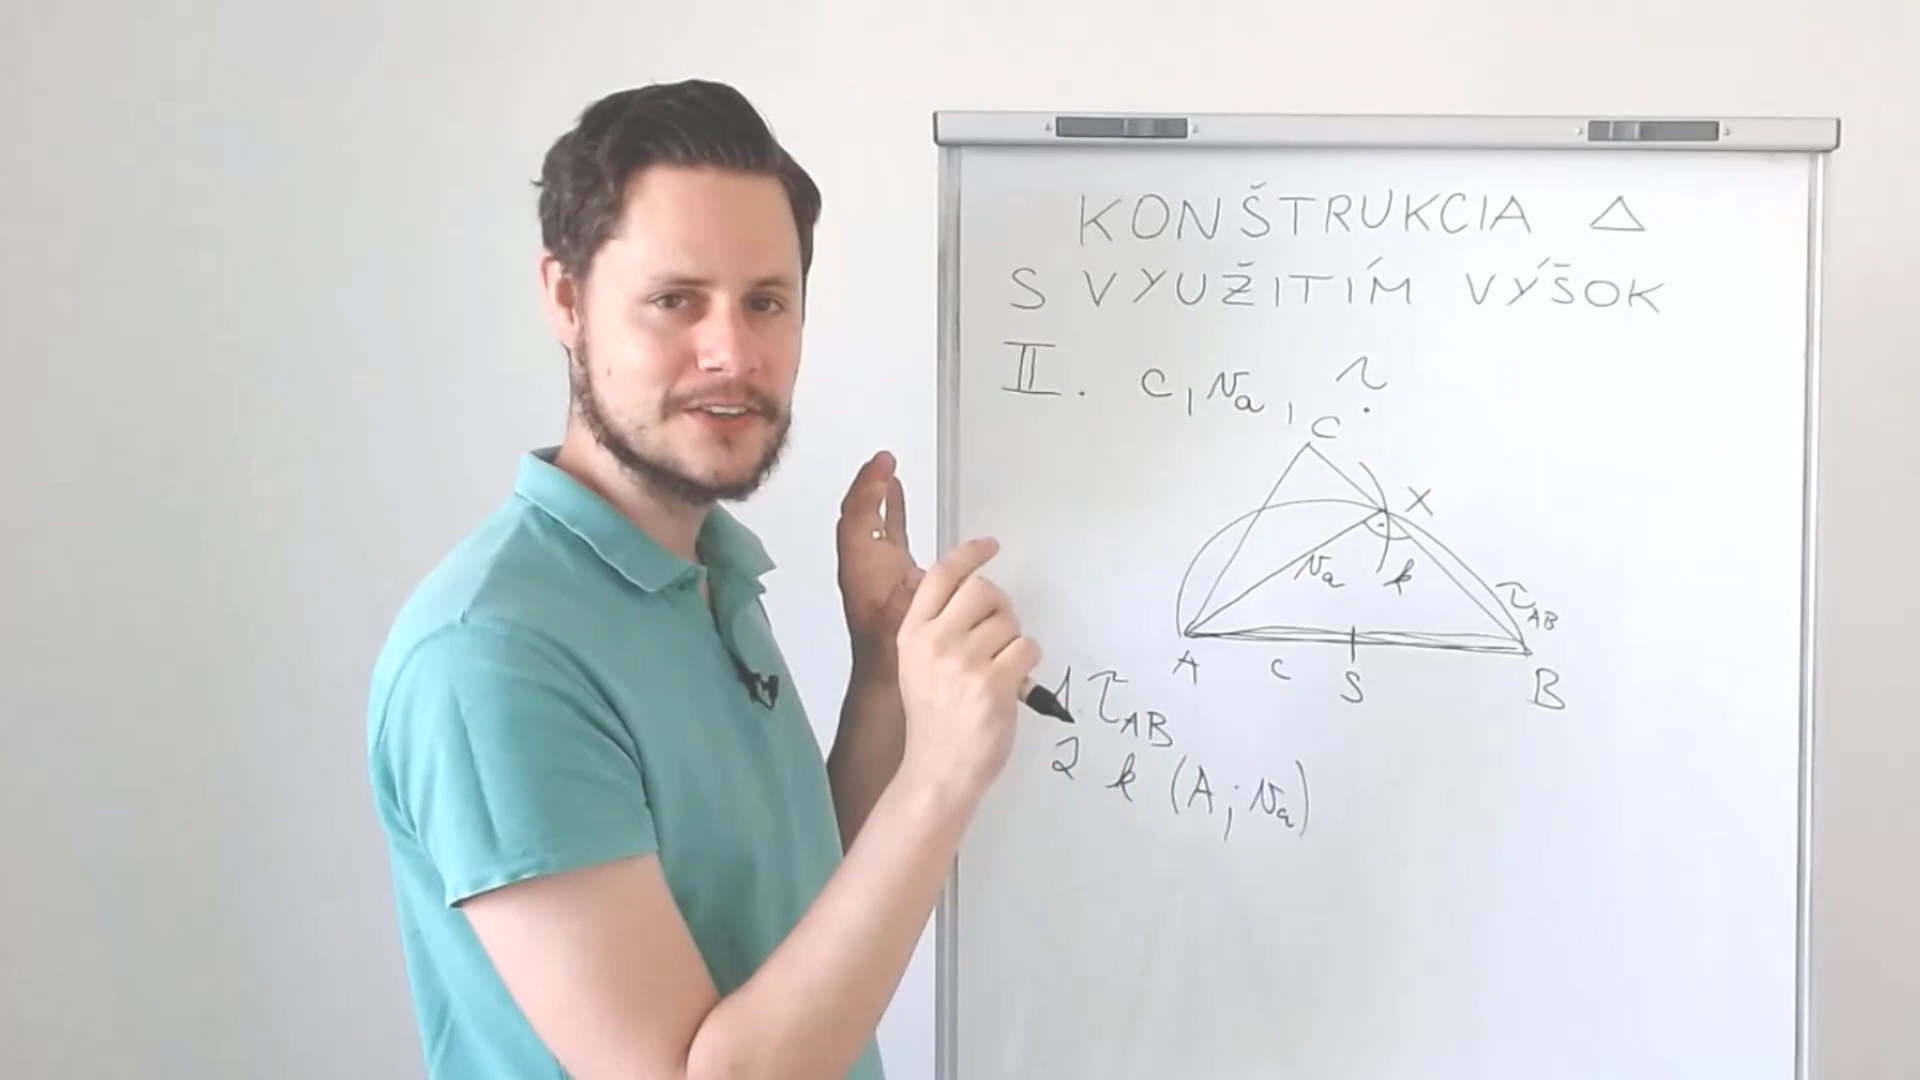 KONŠTRUKCIA △
S VYUŽITÍM VÝŠOK
II. c, va, ?
C
X
va
k
τAB
A
c
S
B
1. τAB
2 k (A; va)